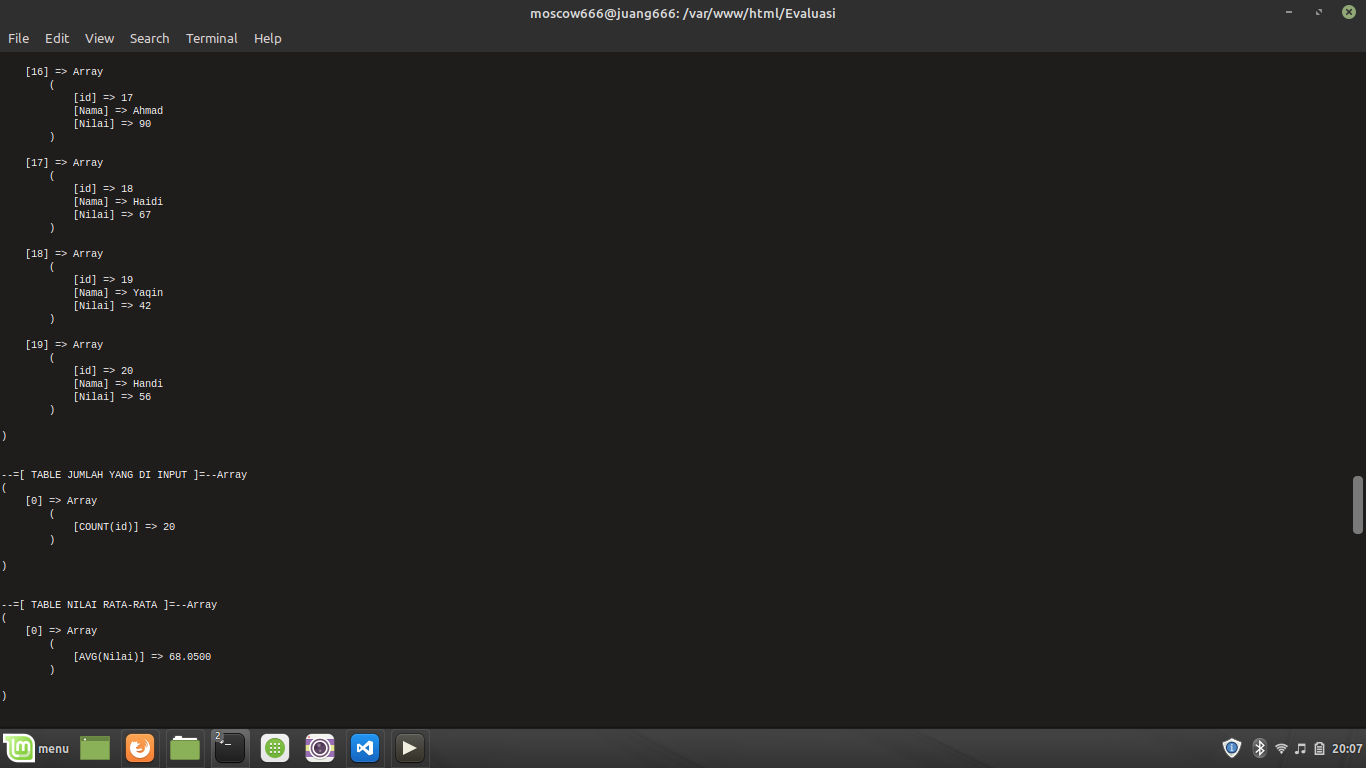 moscow666@juang666: /var/www/html/Evaluasi
File Edit View Search Terminal Help
[16] => Array
(
[id] => 17
[Nama] => Ahmad
[Nilai] => 90
)
[17] => Array
(
[id] => 18
[Nama] => Haidi
[Nilai] => 67
)
[18] => Array
(
[id] => 19
[Nama] => Yaqin
[Nilai] => 42
)
[19] => Array
(
[id] => 20
[Nama] => Handi
[Nilai] => 56
)
)
--=[ TABLE JUMLAH YANG DI INPUT ]=--Array
(
[0] => Array
(
[COUNT(id)] => 20
)
)
--=[ TABLE NILAI RATA-RATA ]=--Array
(
[0] => Array
(
[AVG(Nilai)] => 68.0500
)
)
menu 2 20:07